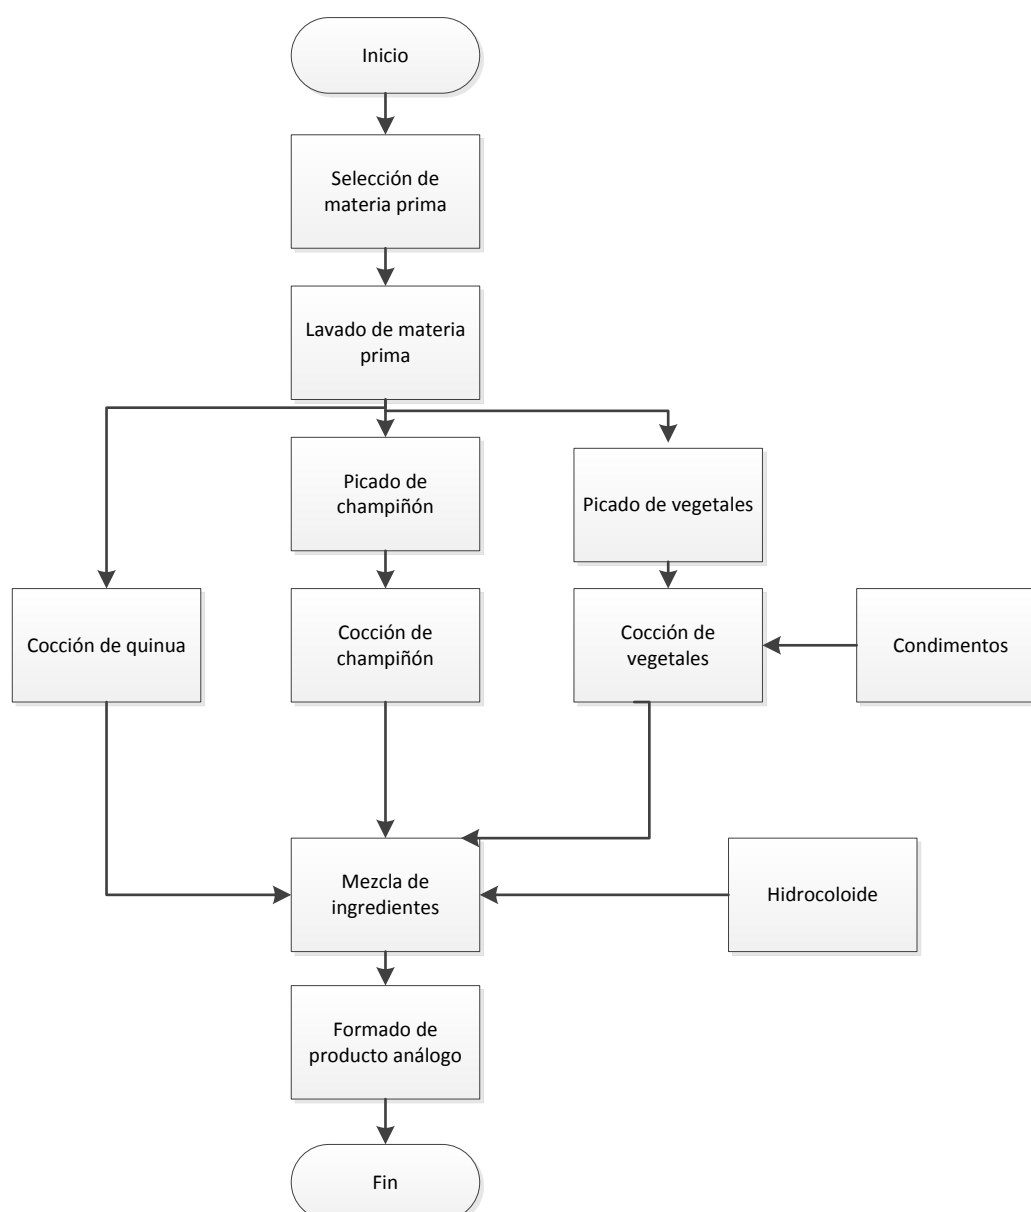 Inicio
Selección de
materia prima
Lavado de materia
prima
Picado de
champiñón
Picado de vegetales
Cocción de quinua
Cocción de
champiñón
Cocción de
vegetales
Condimentos
Mezcla de
ingredientes
Hidrocoloide
Formado de
producto análogo
Fin